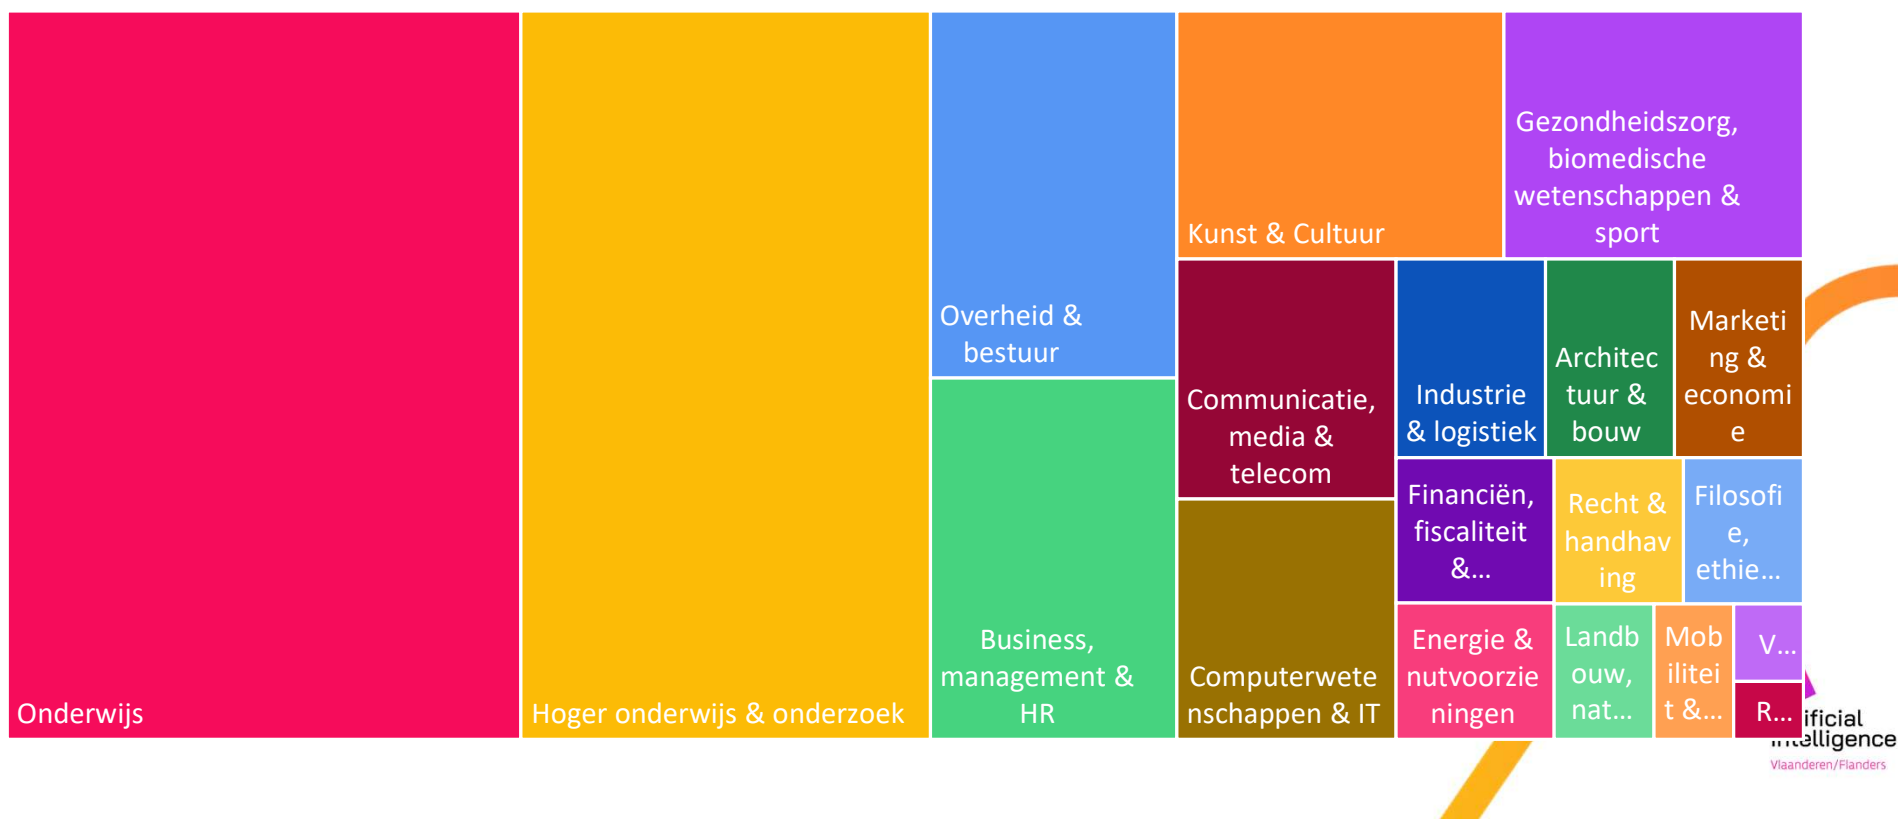 Onderwijs
Hoger onderwijs & onderzoek
Overheid &
bestuur
Business,
management &
HR
Kunst & Cultuur
Gezondheidszorg,
biomedische
wetenschappen &
sport
Communicatie,
media &
telecom
Computerwete
nschappen & IT
Industrie
& logistiek
Architec
tuur &
bouw
Marketi
ng &
economi
e
Financiën,
fiscaliteit
&...
Recht &
handhav
ing
Filosofi
e,
ethie...
Energie &
nutvoorzie
ningen
Landb
ouw,
nat...
Mob
ilitei
t &...
V...
R...
ificial
intelligence
Vlaanderen/Flanders